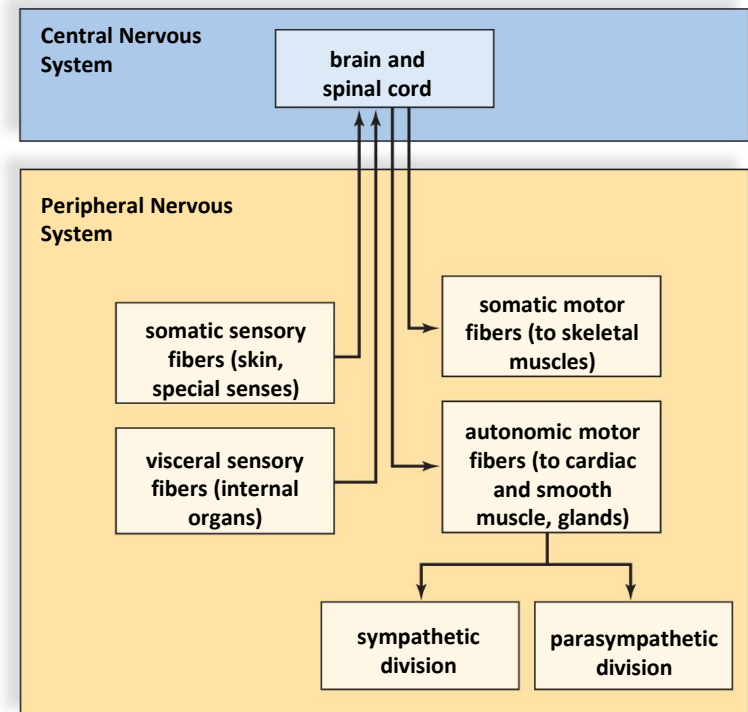 Central Nervous
System
brain and
spinal cord
Peripheral Nervous
System
somatic sensory
fibers (skin,
special senses)
somatic motor
fibers (to skeletal
muscles)
visceral sensory
fibers (internal
organs)
autonomic motor
fibers (to cardiac
and smooth
muscle, glands)
sympathetic
division
parasympathetic
division